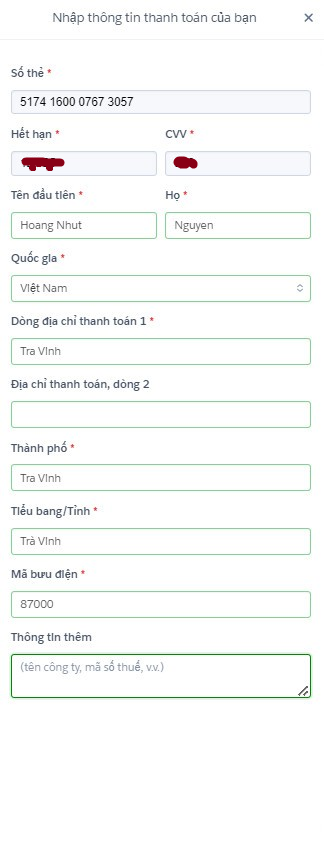 Nhập thông tin thanh toán của bạn ×
Số thẻ *
5174 1600 0767 3057
Hết hạn * CVV *
Tên đầu tiên * Họ *
Hoang Nhut Nguyen
Quốc gia *
Việt Nam
Dòng địa chỉ thanh toán 1 *
Tra Vinh
Địa chỉ thanh toán, dòng 2
Thành phố *
Tra Vinh
Tiểu bang/Tỉnh *
Trà Vinh
Mã bưu điện *
87000
Thông tin thêm
(tên công ty, mã số thuế, v.v.)